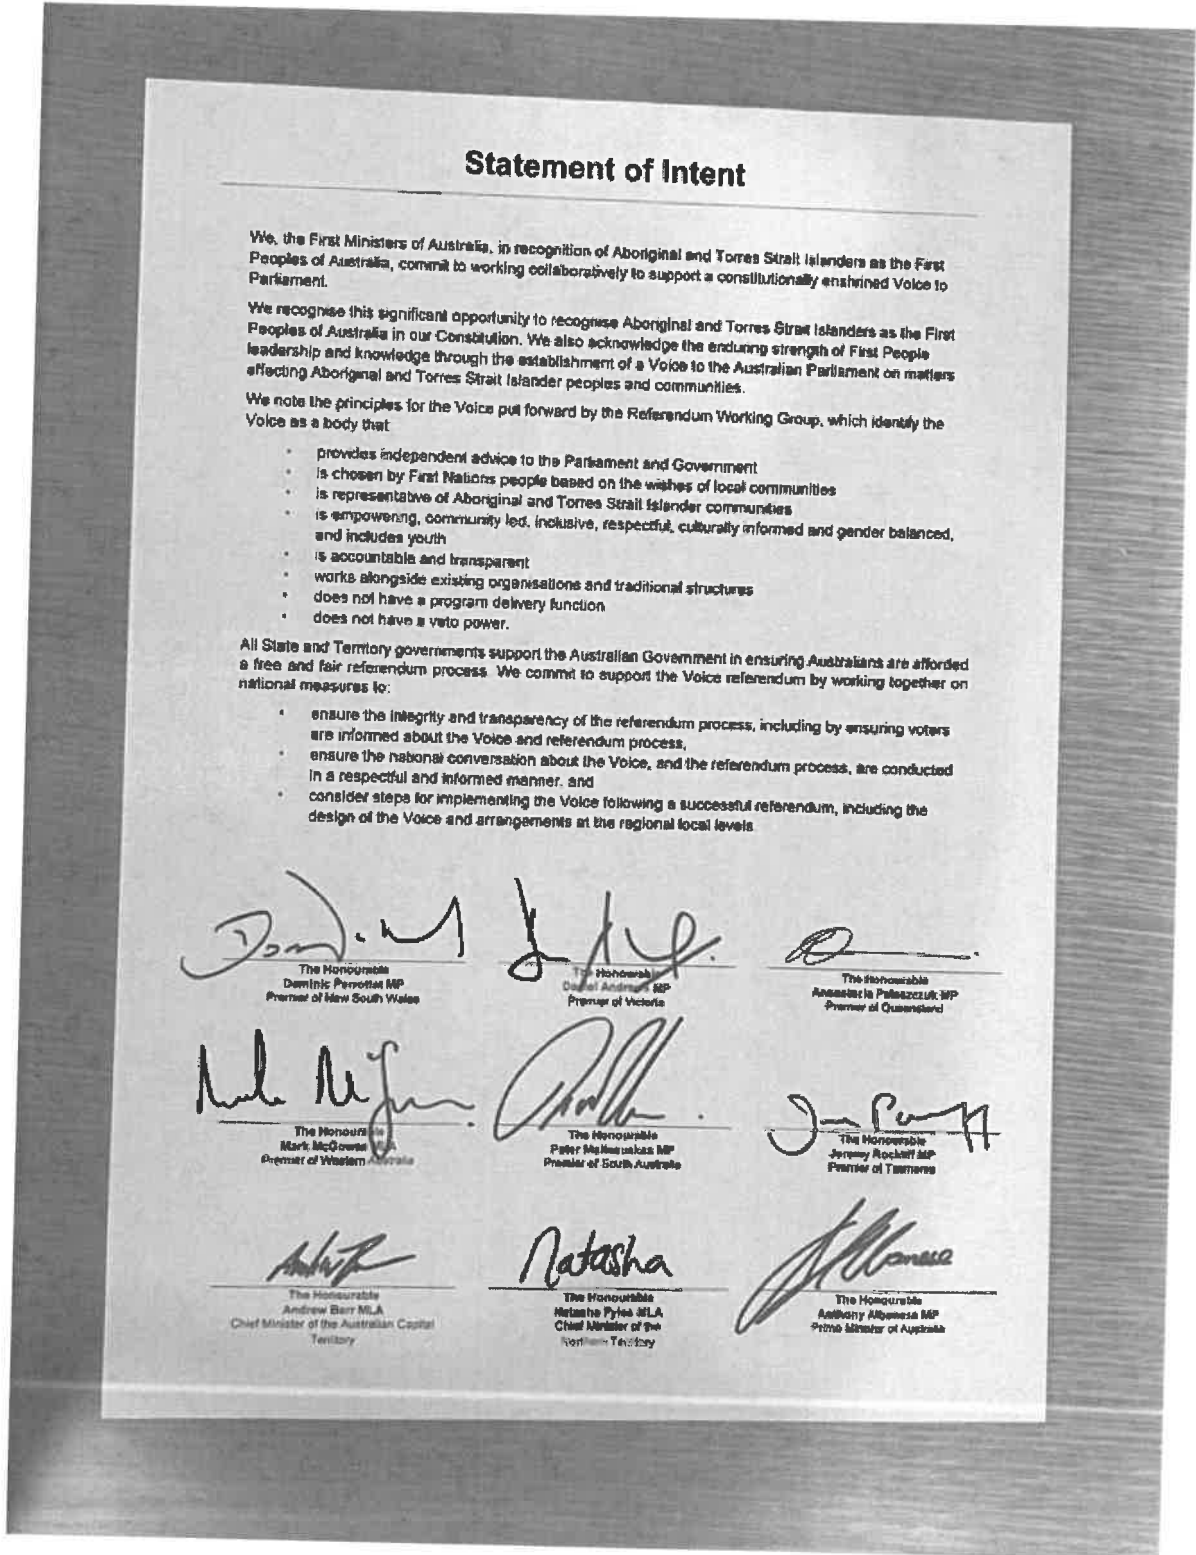 Statement of Intent
We, the First Ministers of Australia, in recognition of Aboriginal and Torres Strait Islanders as the First
Peoples of Australia, commit to working collaboratively to support a constitutionally enshrined Voice to
Parliament.
We recognise this significant opportunity to recognise Aboriginal and Torres Strait Islanders as the First
Peoples of Australia in our Constitution. We also acknowledge the enduring strength of First People
leadership and knowledge through the establishment of a Voice to the Australian Parliament on matters
affecting Aboriginal and Torres Strait Islander peoples and communities.
We note the principles for the Voice put forward by the Referendum Working Group, which identify the
Voice as a body that
• provides independent advice to the Parliament and Government
• is chosen by First Nations people based on the wishes of local communities
• is representative of Aboriginal and Torres Strait Islander communities
• is empowering, community led, inclusive, respectful, culturally informed and gender balanced,
and includes youth
• is accountable and transparent
• works alongside existing organisations and traditional structures
• does not have a program delivery function
• does not have a veto power.
All State and Territory governments support the Australian Government in ensuring Australians are afforded
a free and fair referendum process. We commit to support the Voice referendum by working together on
national measures to:
• ensure the integrity and transparency of the referendum process, including by ensuring voters
are informed about the Voice and referendum process,
• ensure the national conversation about the Voice, and the referendum process, are conducted
in a respectful and informed manner, and
• consider steps for implementing the Voice following a successful referendum, including the
design of the Voice and arrangements at the regional local levels
The Honourable
Dominic Perrottet MP
Premier of New South Wales
The Honourable
Daniel Andrews MP
Premier of Victoria
The Honourable
Annastacia Palaszczuk MP
Premier of Queensland
The Honourable
Mark McGowan MLA
Premier of Western Australia
The Honourable
Peter Malinauskas MP
Premier of South Australia
The Honourable
Jeremy Rockliff MP
Premier of Tasmania
The Honourable
Andrew Barr MLA
Chief Minister of the Australian Capital
Territory
Natasha
The Honourable
Natasha Fyles MLA
Chief Minister of the
Northern Territory
The Honourable
Anthony Albanese MP
Prime Minister of Australia